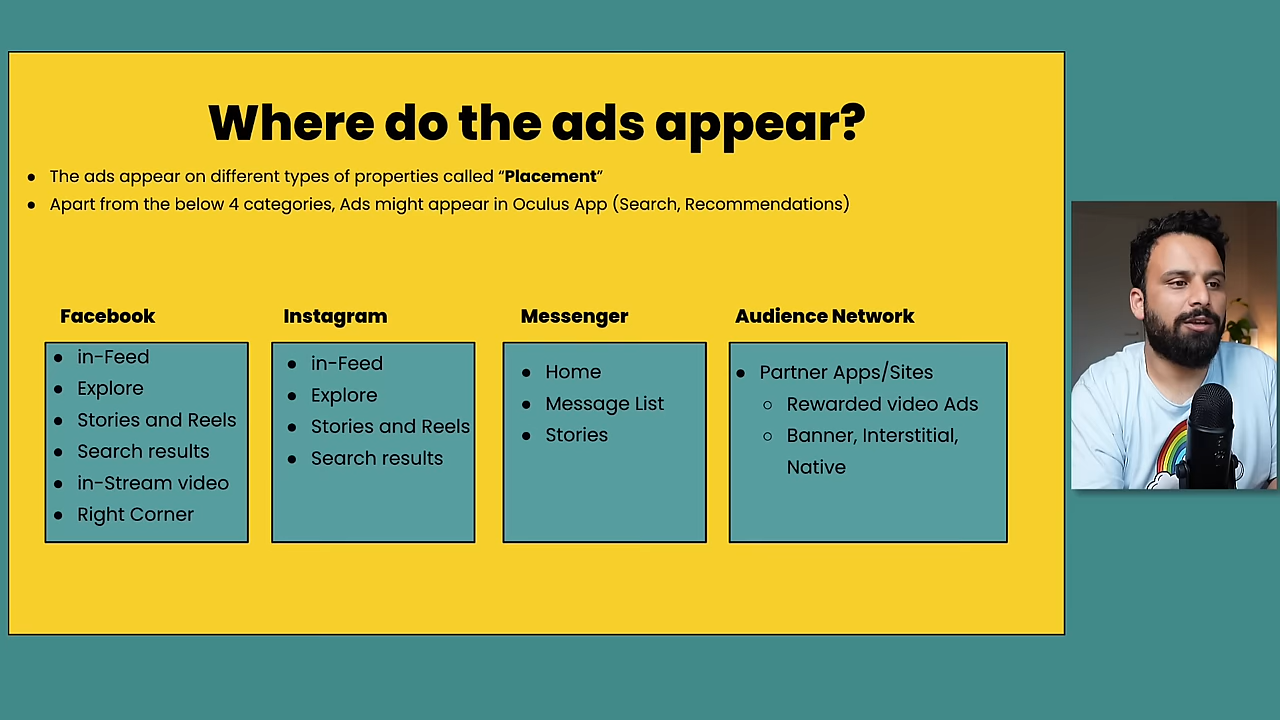 Where do the ads appear?
● The ads appear on different types of properties called “Placement”
● Apart from the below 4 categories, Ads might appear in Oculus App (Search, Recommendations)
Facebook
● in-Feed
● Explore
● Stories and Reels
● Search results
● in-Stream video
● Right Corner
Instagram
● in-Feed
● Explore
● Stories and Reels
● Search results
Messenger
● Home
● Message List
● Stories
Audience Network
● Partner Apps/Sites
○ Rewarded video Ads
○ Banner, Interstitial,
Native